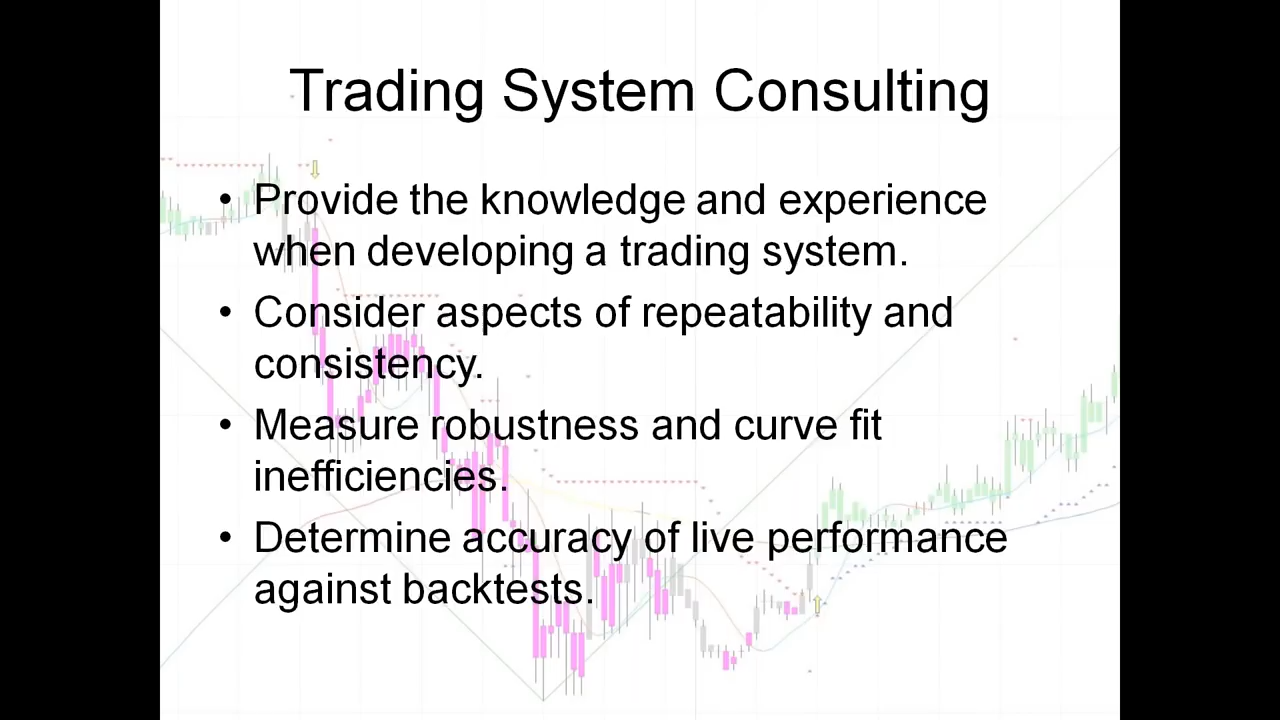 Trading System Consulting
• Provide the knowledge and experience
when developing a trading system.
• Consider aspects of repeatability and
consistency.
• Measure robustness and curve fit
inefficiencies.
• Determine accuracy of live performance
against backtests.